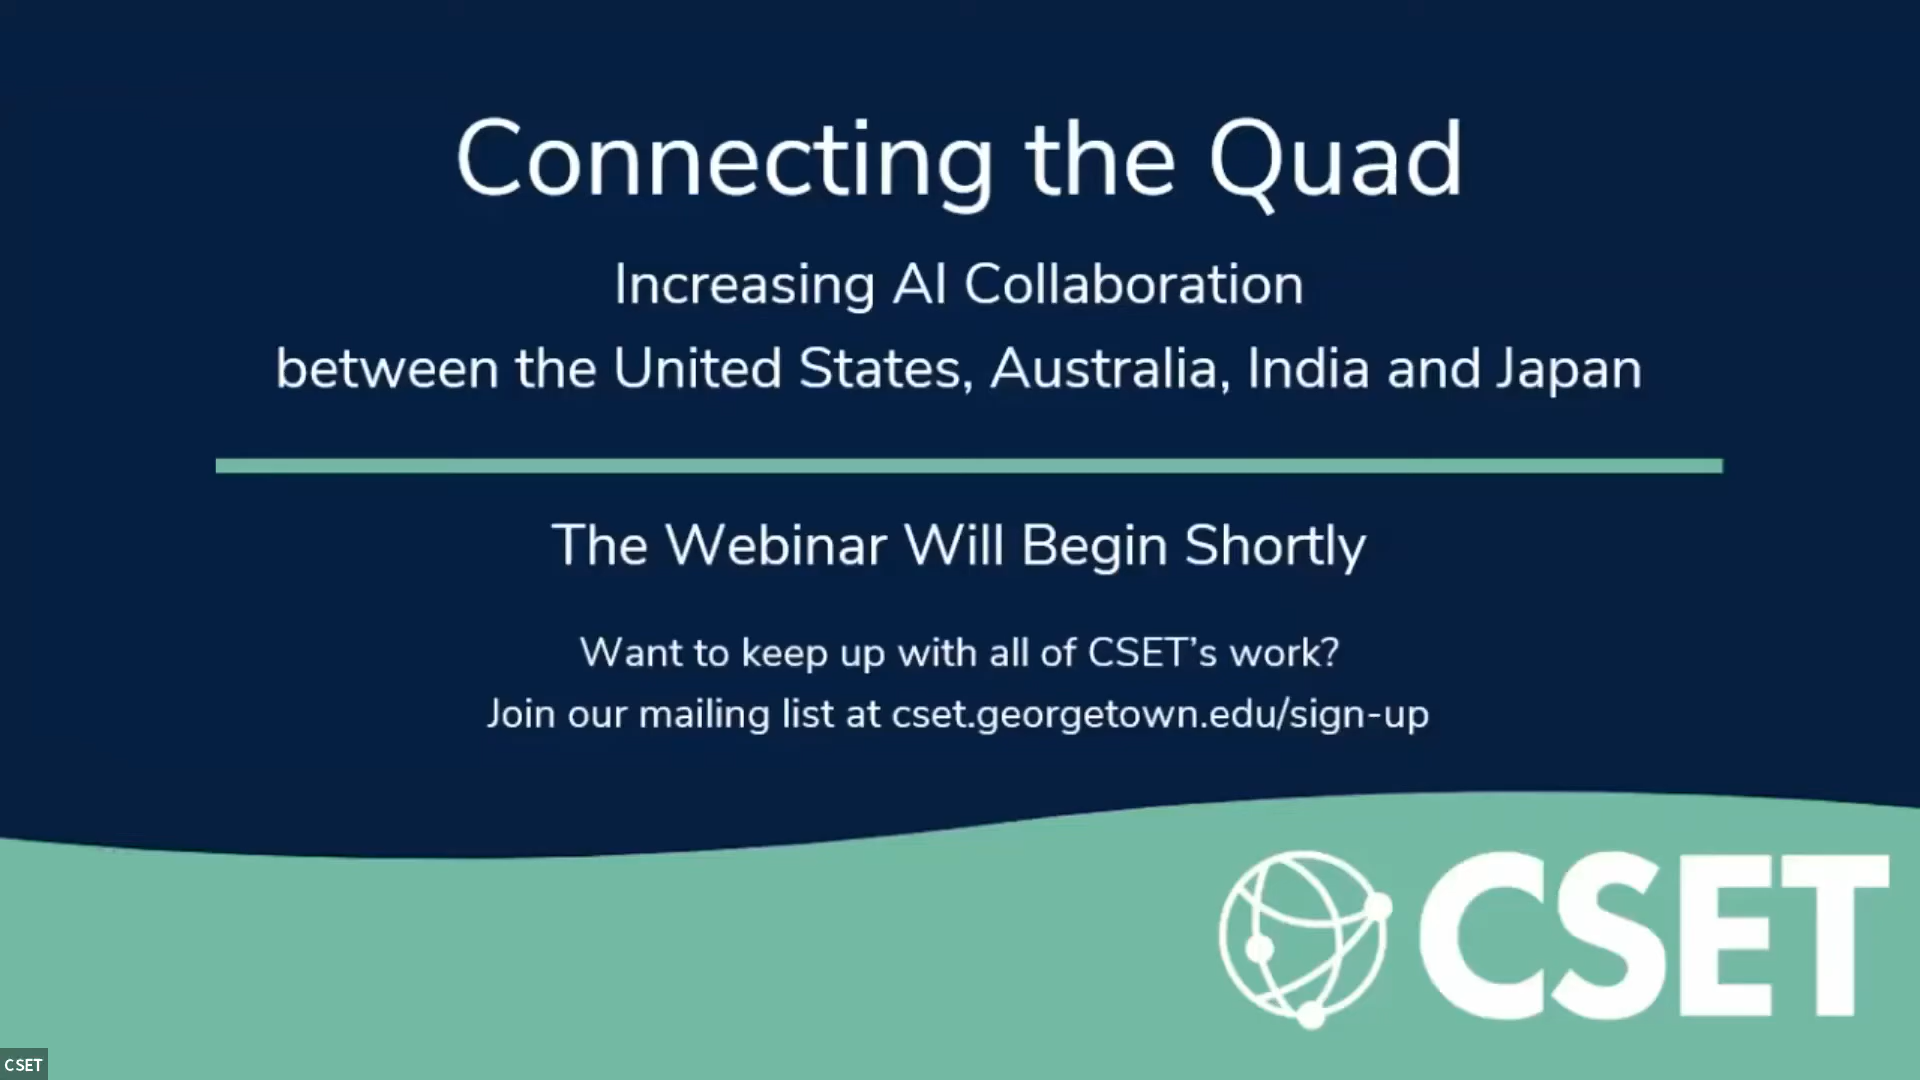 Connecting the Quad
Increasing AI Collaboration
between the United States, Australia, India and Japan
The Webinar Will Begin Shortly
Want to keep up with all of CSET’s work?
Join our mailing list at cset.georgetown.edu/sign-up
CSET
CSET